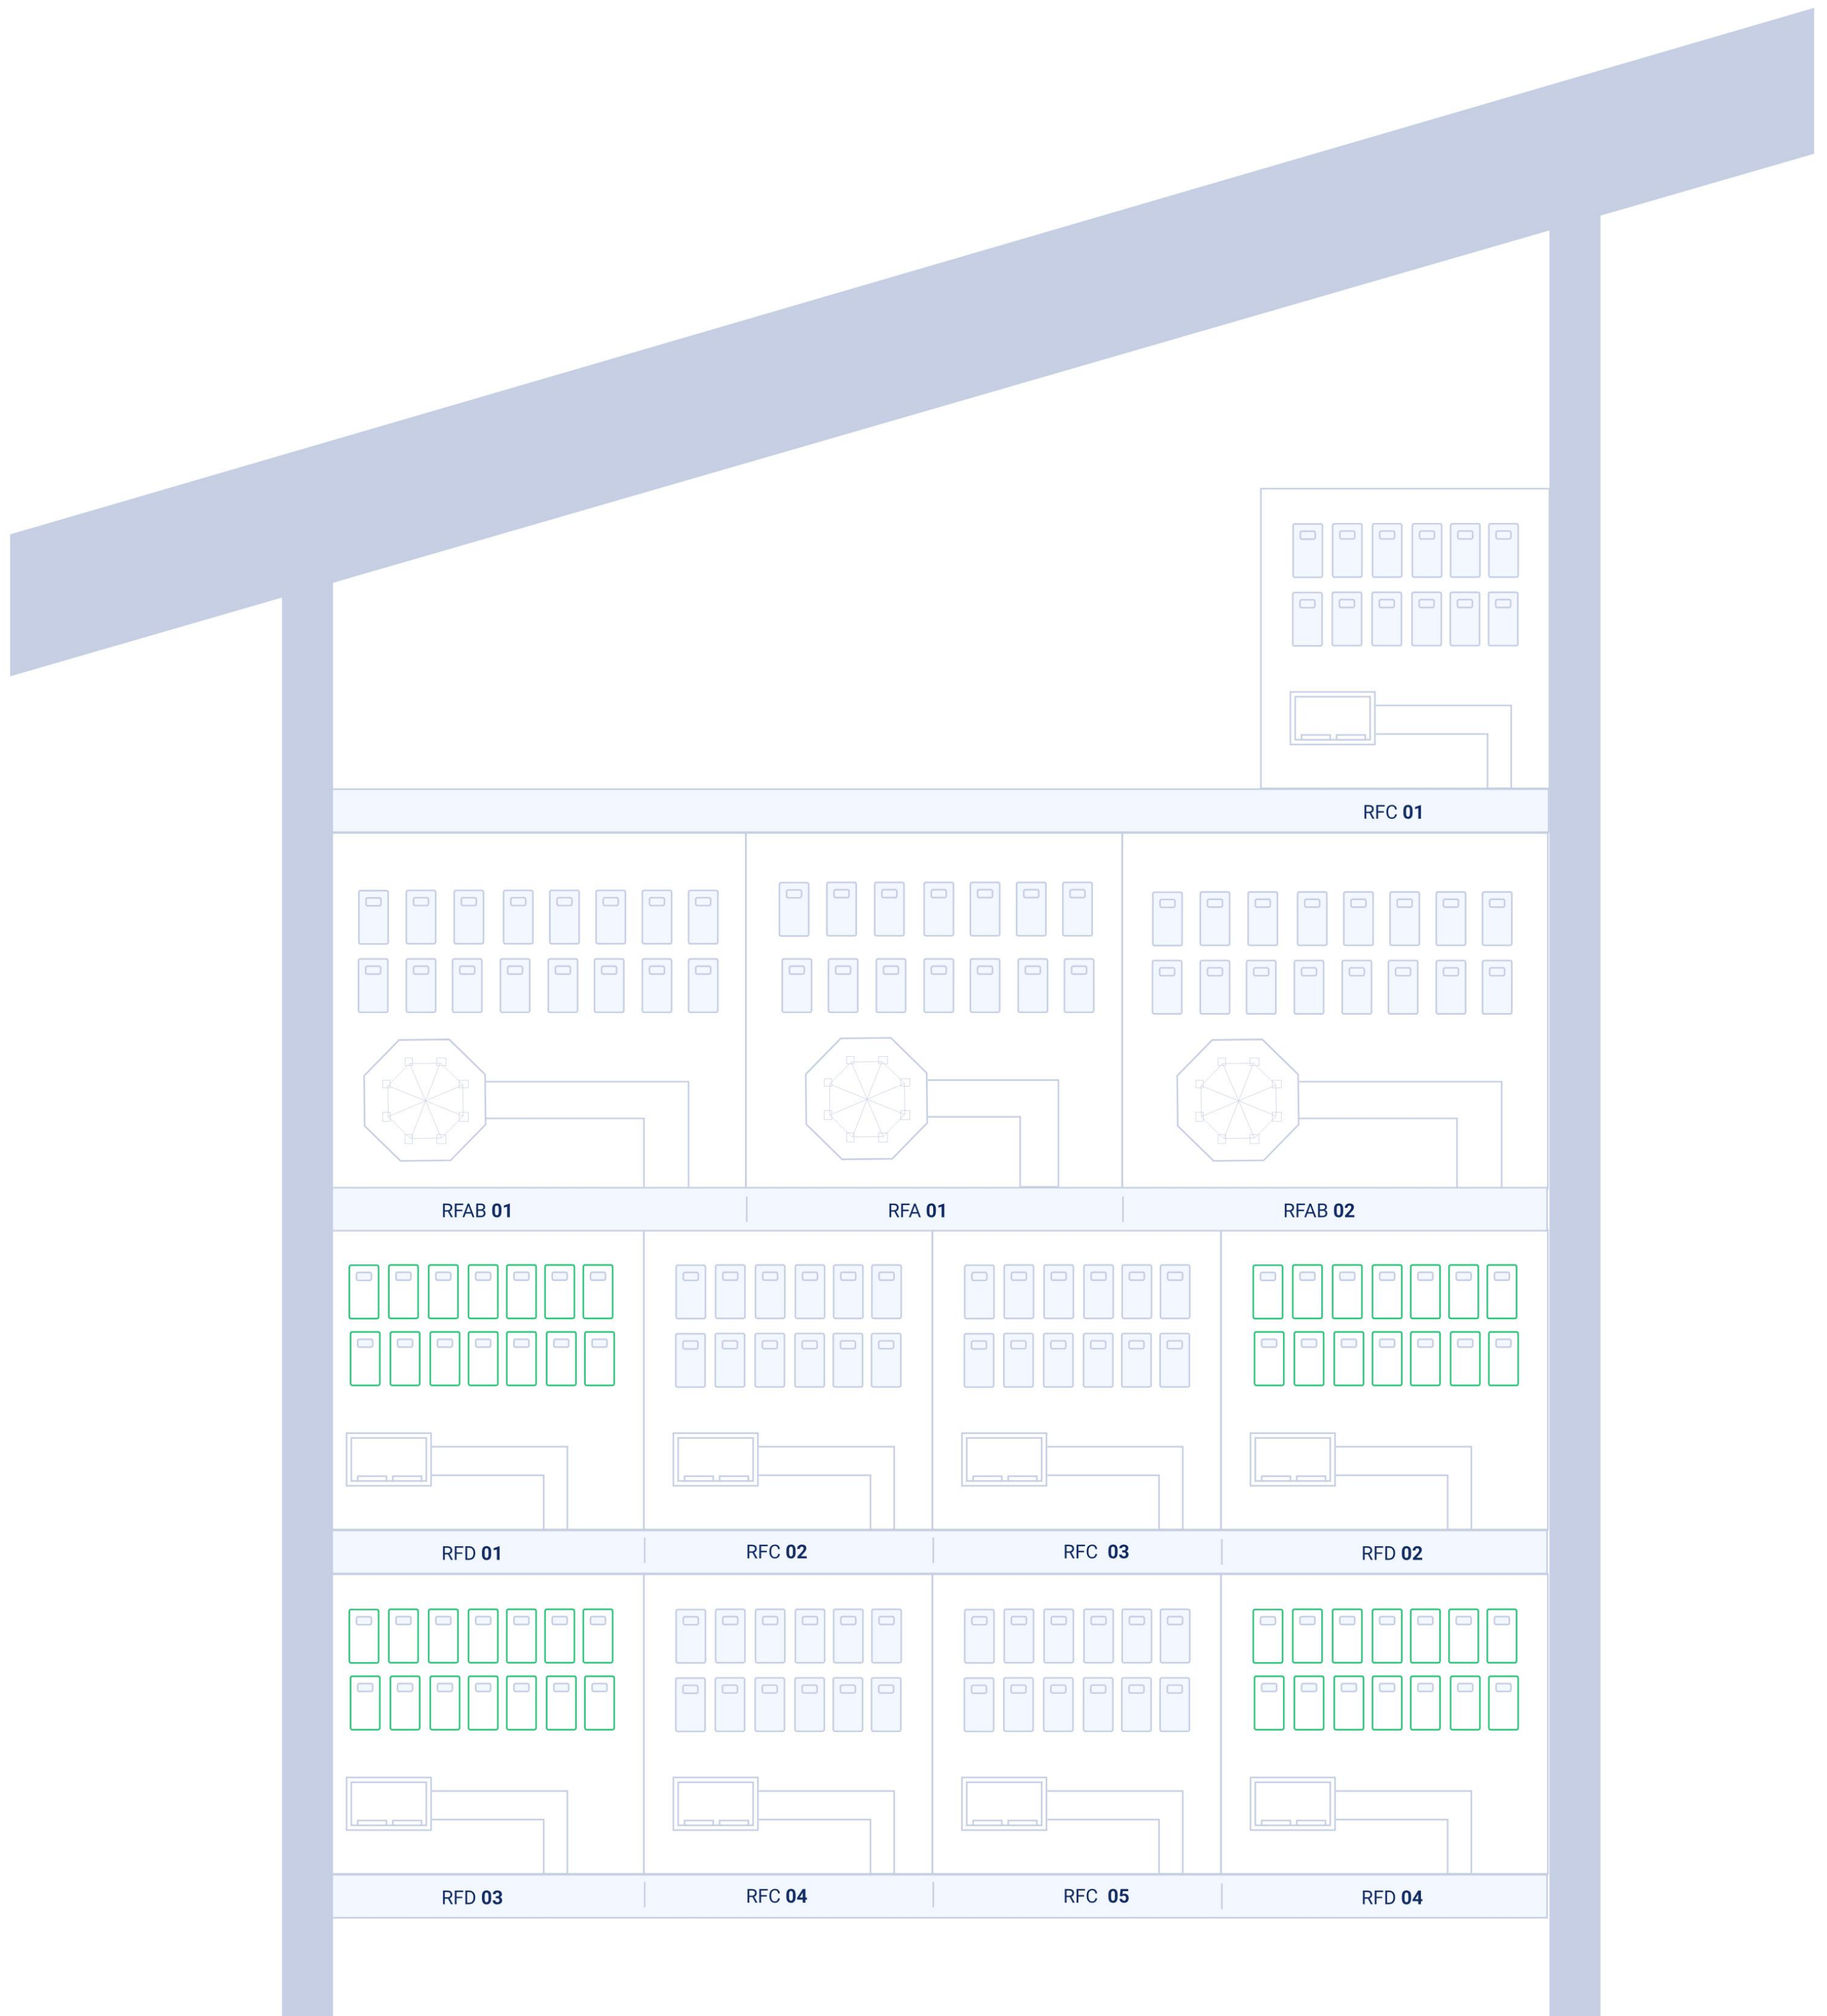 RFC 01
RFAB 01
RFA 01
RFAB 02
RFD 01
RFC 02
RFC 03
RFD 02
RFD 03
RFC 04
RFC 05
RFD 04